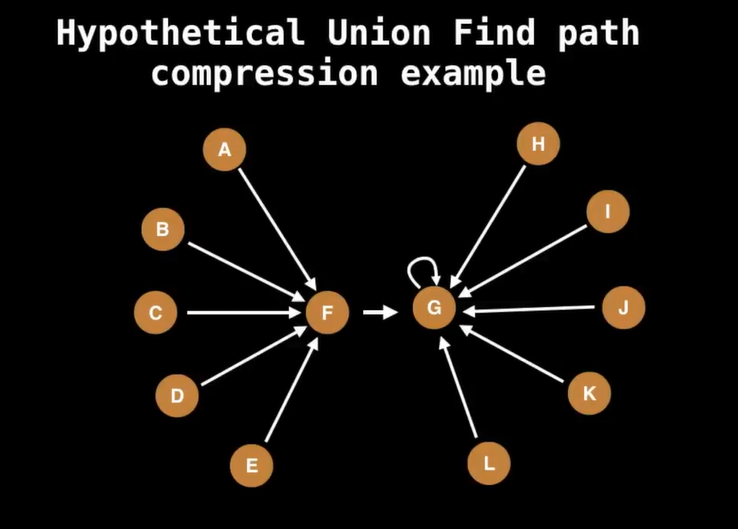 Hypothetical Union Find path
compression example
A
H
B
I
C
F
G
J
D
K
E
L